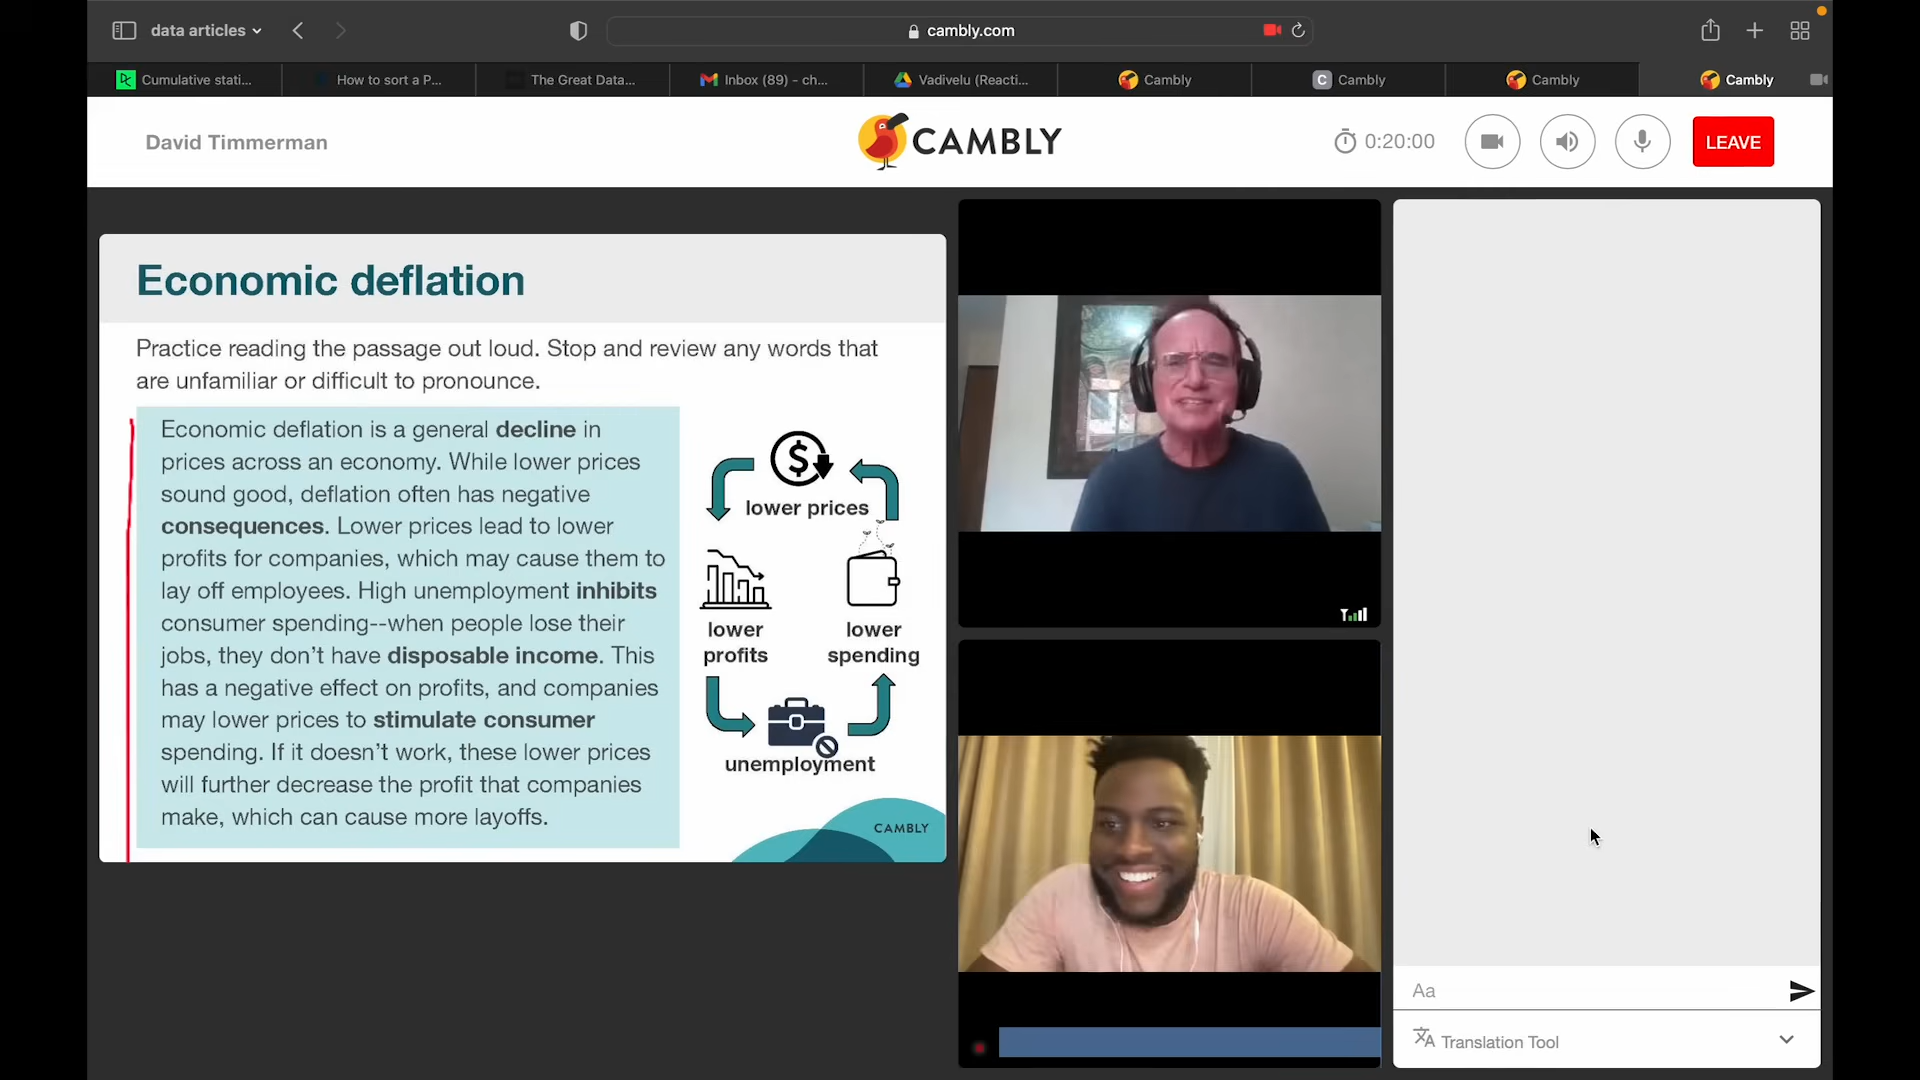 data articles
cambly.com
Cumulative stati...
How to sort a P...
The Great Data...
Inbox (89) - ch...
Vadivelu (Reacti...
Cambly
C
Cambly
Cambly
Cambly
David Timmerman
CAMBLY
0:20:00
LEAVE
Economic deflation
Practice reading the passage out loud. Stop and review any words that
are unfamiliar or difficult to pronounce.
Economic deflation is a general decline in
prices across an economy. While lower prices
sound good, deflation often has negative
consequences. Lower prices lead to lower
profits for companies, which may cause them to
lay off employees. High unemployment inhibits
consumer spending--when people lose their
jobs, they don't have disposable income. This
has a negative effect on profits, and companies
may lower prices to stimulate consumer
spending. If it doesn't work, these lower prices
will further decrease the profit that companies
make, which can cause more layoffs.
$
lower prices
lower
profits
lower
spending
unemployment
CAMBLY
Aa
Translation Tool